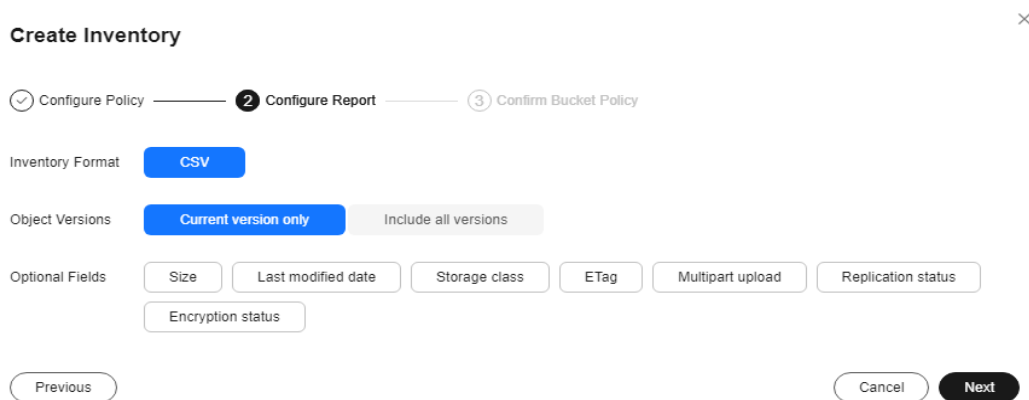 Create Inventory
Configure Policy 2 Configure Report 3 Confirm Bucket Policy
Inventory Format CSV
Object Versions Current version only Include all versions
Optional Fields Size Last modified date Storage class ETag Multipart upload Replication status
Encryption status
Previous Cancel Next